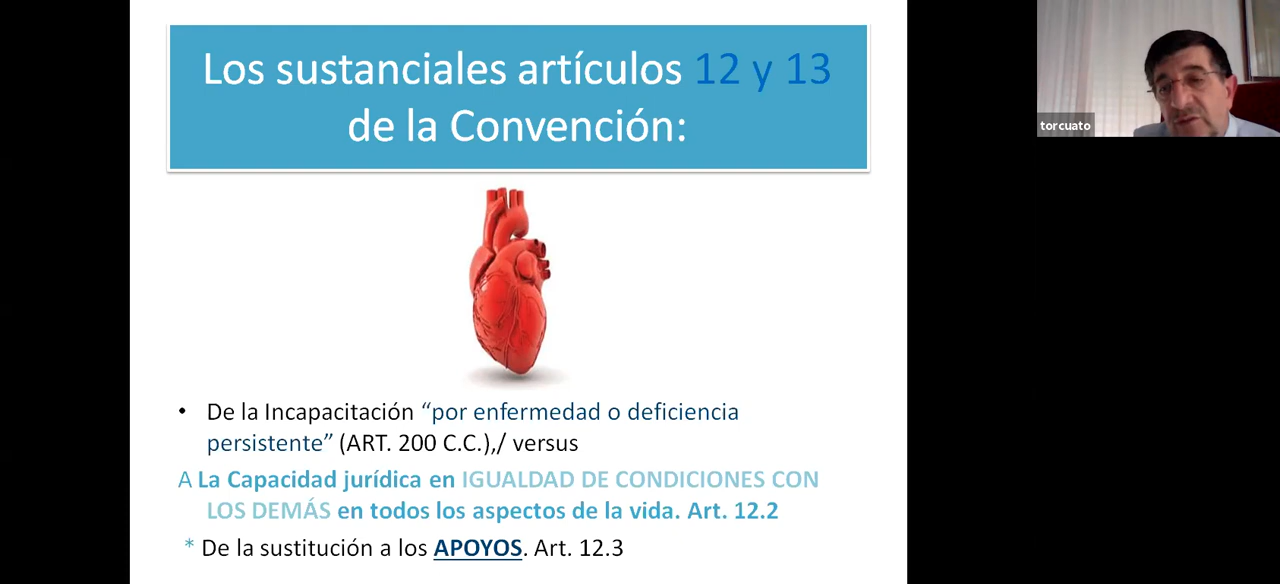 Los sustanciales artículos 12 y 13
de la Convención:
torcuato
• De la Incapacitación “por enfermedad o deficiencia
persistente” (ART. 200 C.C.),/ versus
A La Capacidad jurídica en IGUALDAD DE CONDICIONES CON
LOS DEMÁS en todos los aspectos de la vida. Art. 12.2
* De la sustitución a los APOYOS. Art. 12.3